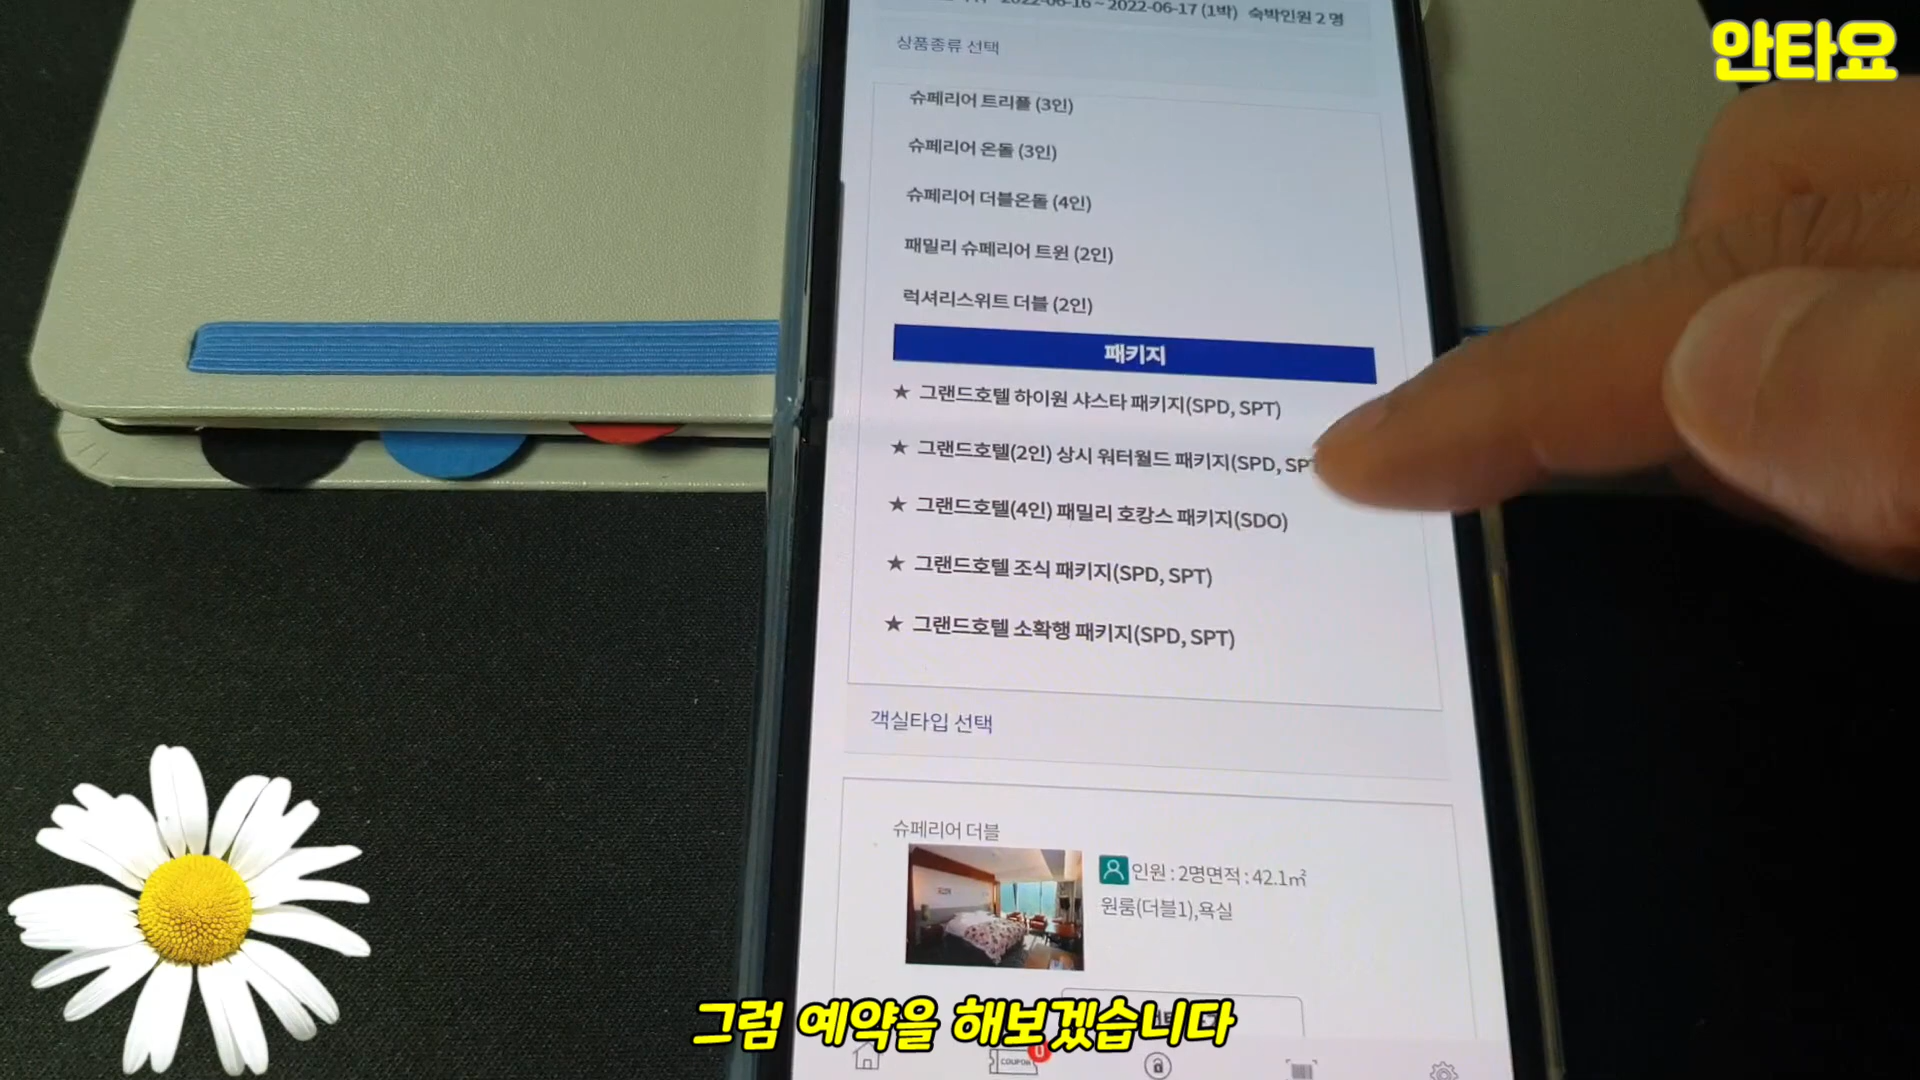 2022-06-16 ~ 2022-06-17 (1박) 숙박인원 2 명
안타요
상품종류 선택
슈페리어 트리플 (3인)
슈페리어 온돌 (3인)
슈페리어 더블온돌 (4인)
패밀리 슈페리어 트윈 (2인)
럭셔리스위트 더블 (2인)
패키지
★ 그랜드호텔 하이원 샤스타 패키지(SPD, SPT)
★ 그랜드호텔(2인) 상시 워터월드 패키지(SPD, SPT
★ 그랜드호텔(4인) 패밀리 호캉스 패키지(SDO)
★ 그랜드호텔 조식 패키지(SPD, SPT)
★ 그랜드호텔 소확행 패키지(SPD, SPT)
객실타입 선택
슈페리어 더블
인원 : 2명면적 : 42.1㎡
원룸(더블1),욕실
그럼 예약을 해보겠습니다
COUPON
0